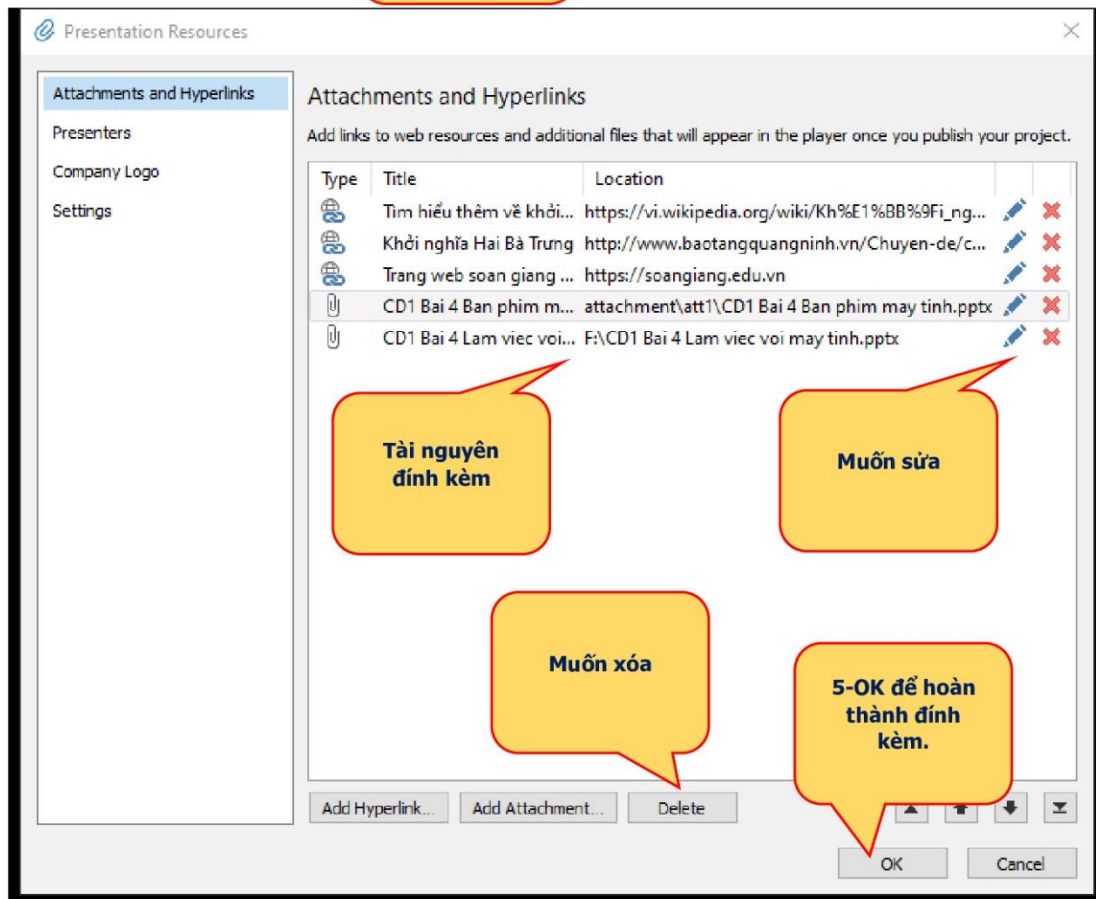 Presentation Resources
Attachments and Hyperlinks
Presenters
Company Logo
Settings
Attachments and Hyperlinks
Add links to web resources and additional files that will appear in the player once you publish your project.
Type Title Location
Tìm hiểu thêm về khởi... https://vi.wikipedia.org/wiki/Kh%E1%BB%9Fi_ng...
Khởi nghĩa Hai Bà Trưng http://www.baotangquangninh.vn/Chuyen-de/c...
Trang web soan giang ... https://soangiang.edu.vn
CD1 Bai 4 Ban phim m... attachment\att1\CD1 Bai 4 Ban phim may tinh.pptx
CD1 Bai 4 Lam viec voi... F:\CD1 Bai 4 Lam viec voi may tinh.pptx
Tài nguyên
đính kèm
Muốn sửa
Muốn xóa
5-OK để hoàn
thành đính
kèm.
Add Hyperlink... Add Attachment... Delete
OK Cancel